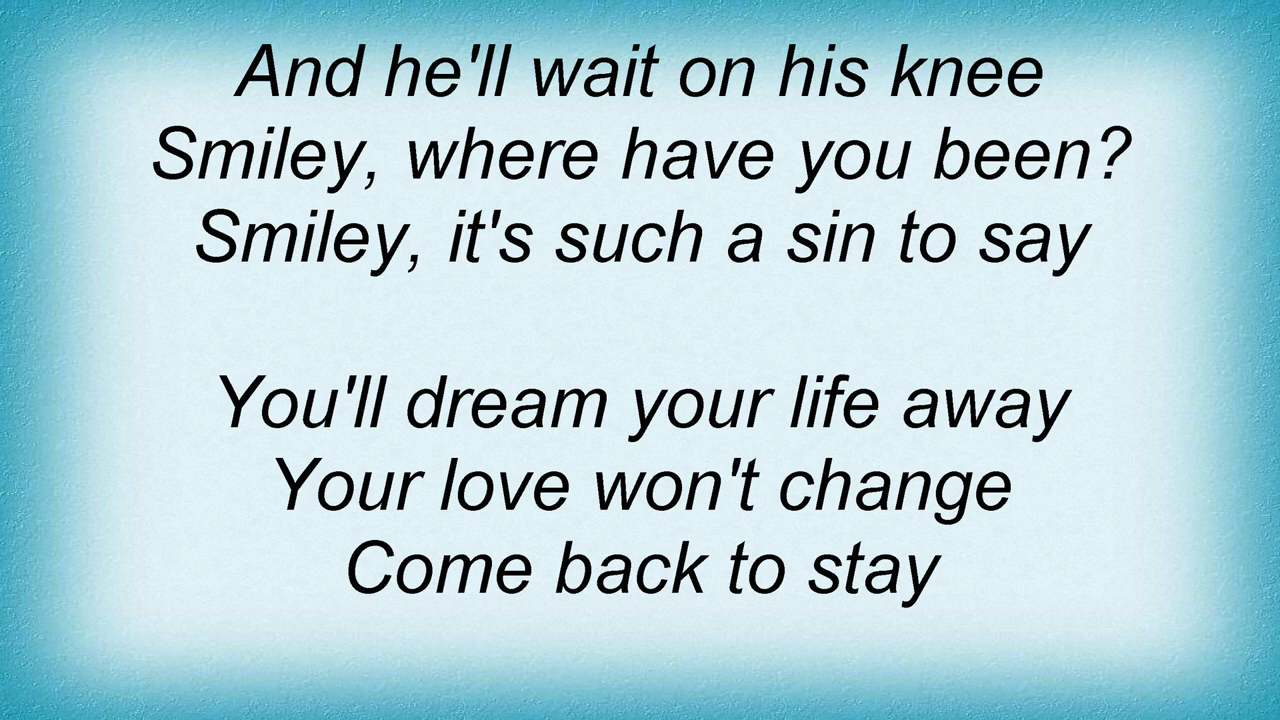 And he'll wait on his knee
Smiley, where have you been?
Smiley, it's such a sin to say
You'll dream your life away
Your love won't change
Come back to stay